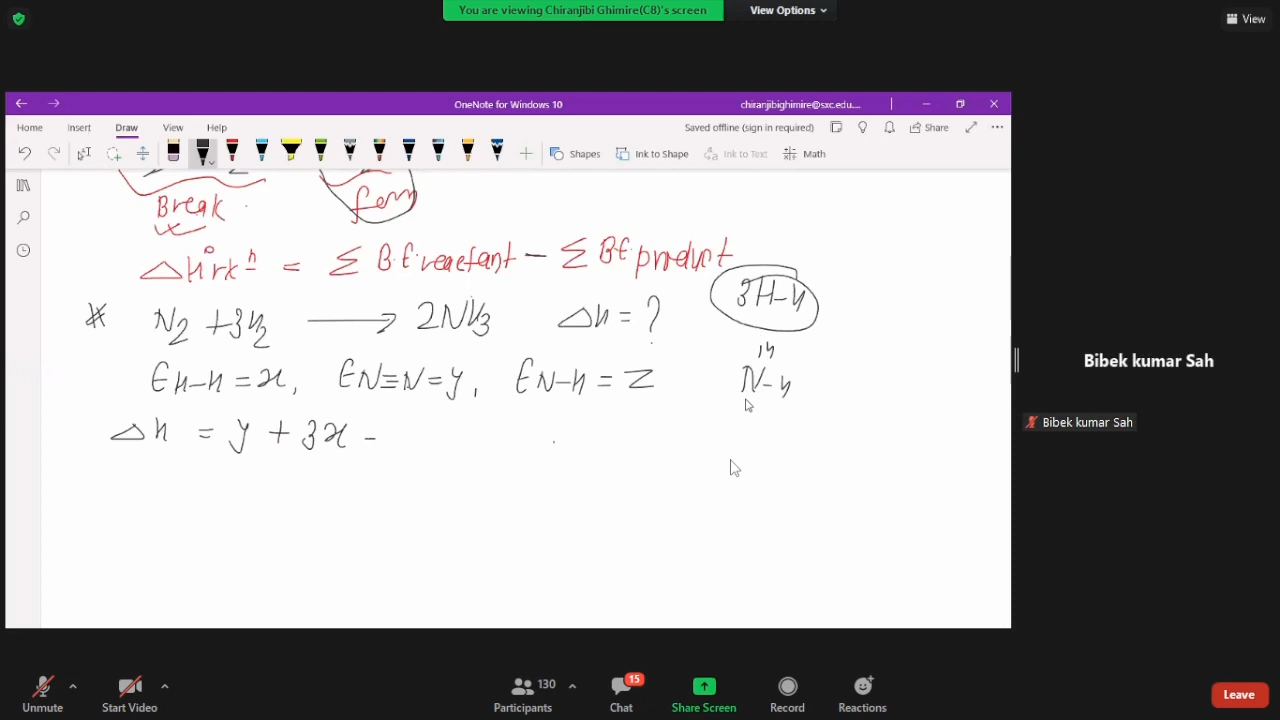 You are viewing Chiranjibi Ghimire(C8)'s screen
View Options
View
OneNote for Windows 10
chiranjibighimire@sxc.edu....
Home Insert Draw View Help
Saved offline (sign in required)
Share
Shapes
Ink to Shape
Ink to Text
Math
Break
form
ΔH°rxn = Σ B.E reactant - Σ B.E product
3H-H
* N2 + 3H2 → 2NH3 ΔH = ?
H
EH-H = x, EN≡N = y, EN-H = z
N-H
ΔH = y + 3x -
Bibek kumar Sah
Bibek kumar Sah
Unmute
Start Video
130
Participants
15
Chat
Share Screen
Record
Reactions
Leave